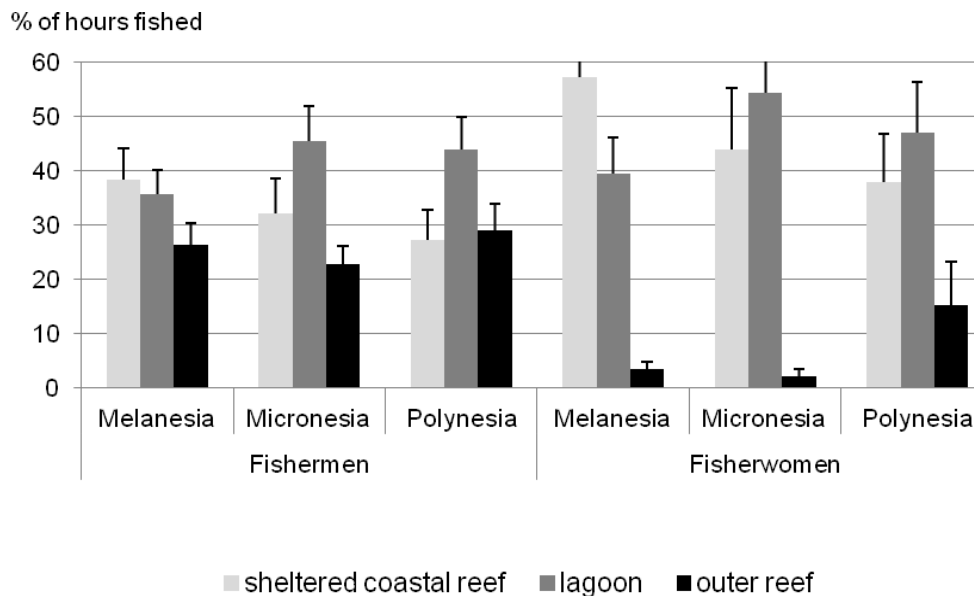 % of hours fished
60
50
40
30
20
10
0
Melanesia Micronesia Polynesia Melanesia Micronesia Polynesia
Fishermen Fisherwomen
sheltered coastal reef lagoon outer reef